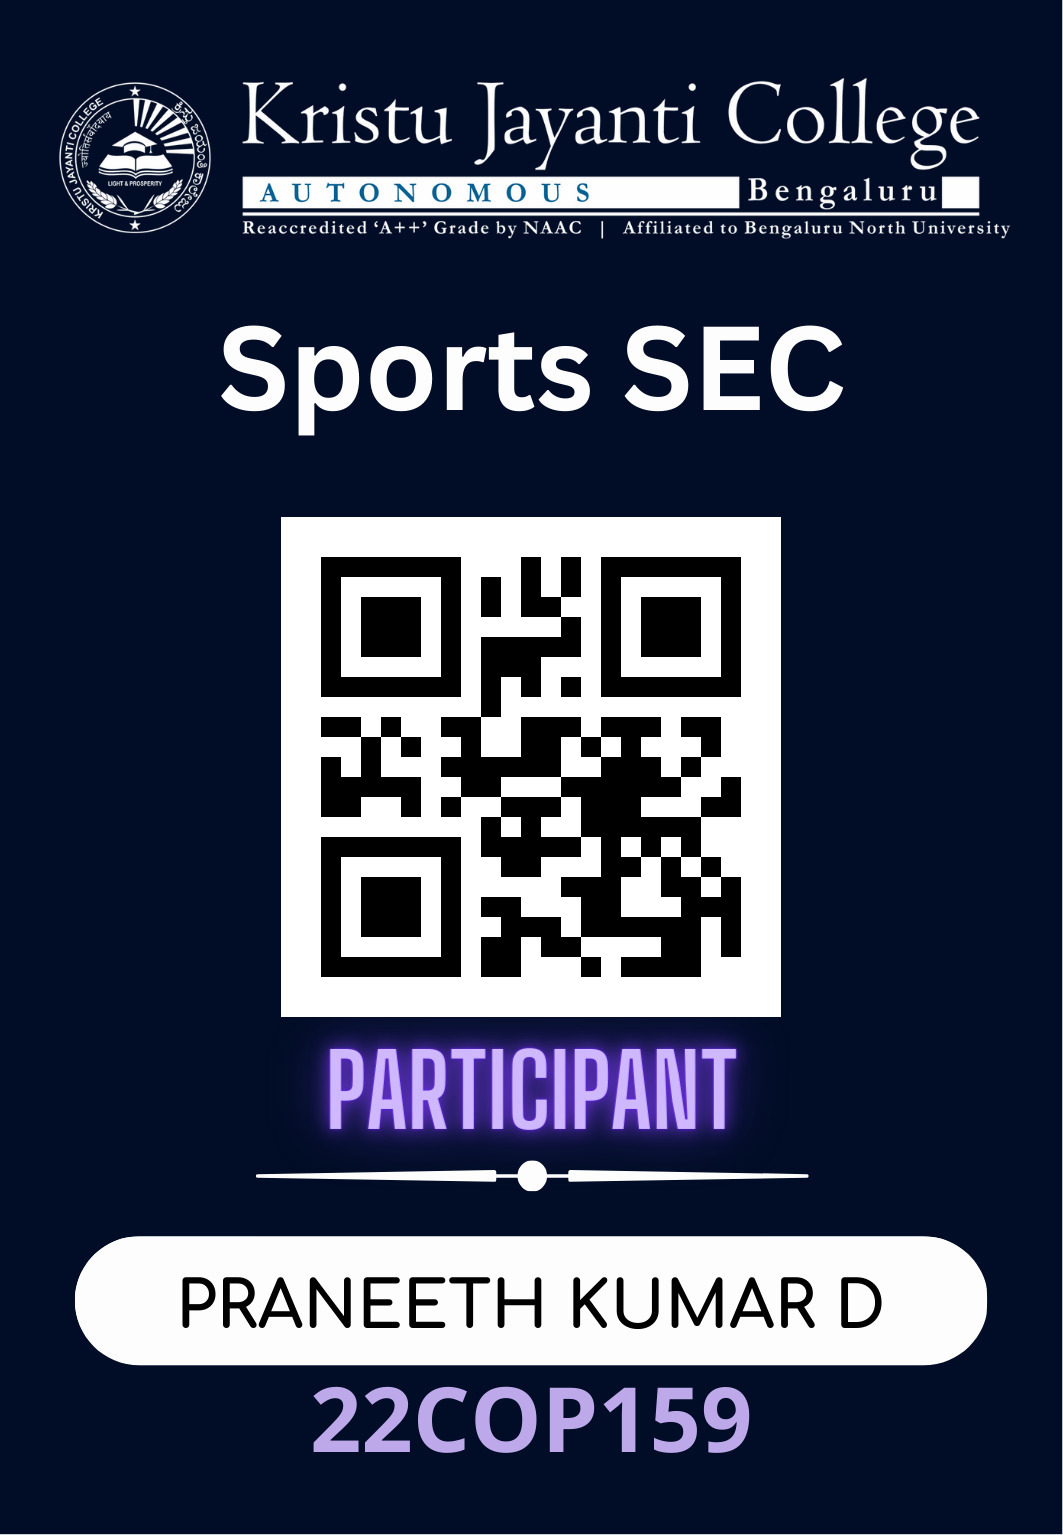 KRISTU JAYANTI COLLEGE
ज्योतिर्संवाद्यायं
ಕ್ರಿಸ್ತು ಜಯಂತಿ ಕಾಲೇಜು
LIGHT & PROSPERITY
Kristu Jayanti College
AUTONOMOUS Bengaluru
Reaccredited ‘A++’ Grade by NAAC | Affiliated to Bengaluru North University
Sports SEC
PARTICIPANT
PRANEETH KUMAR D
22COP159